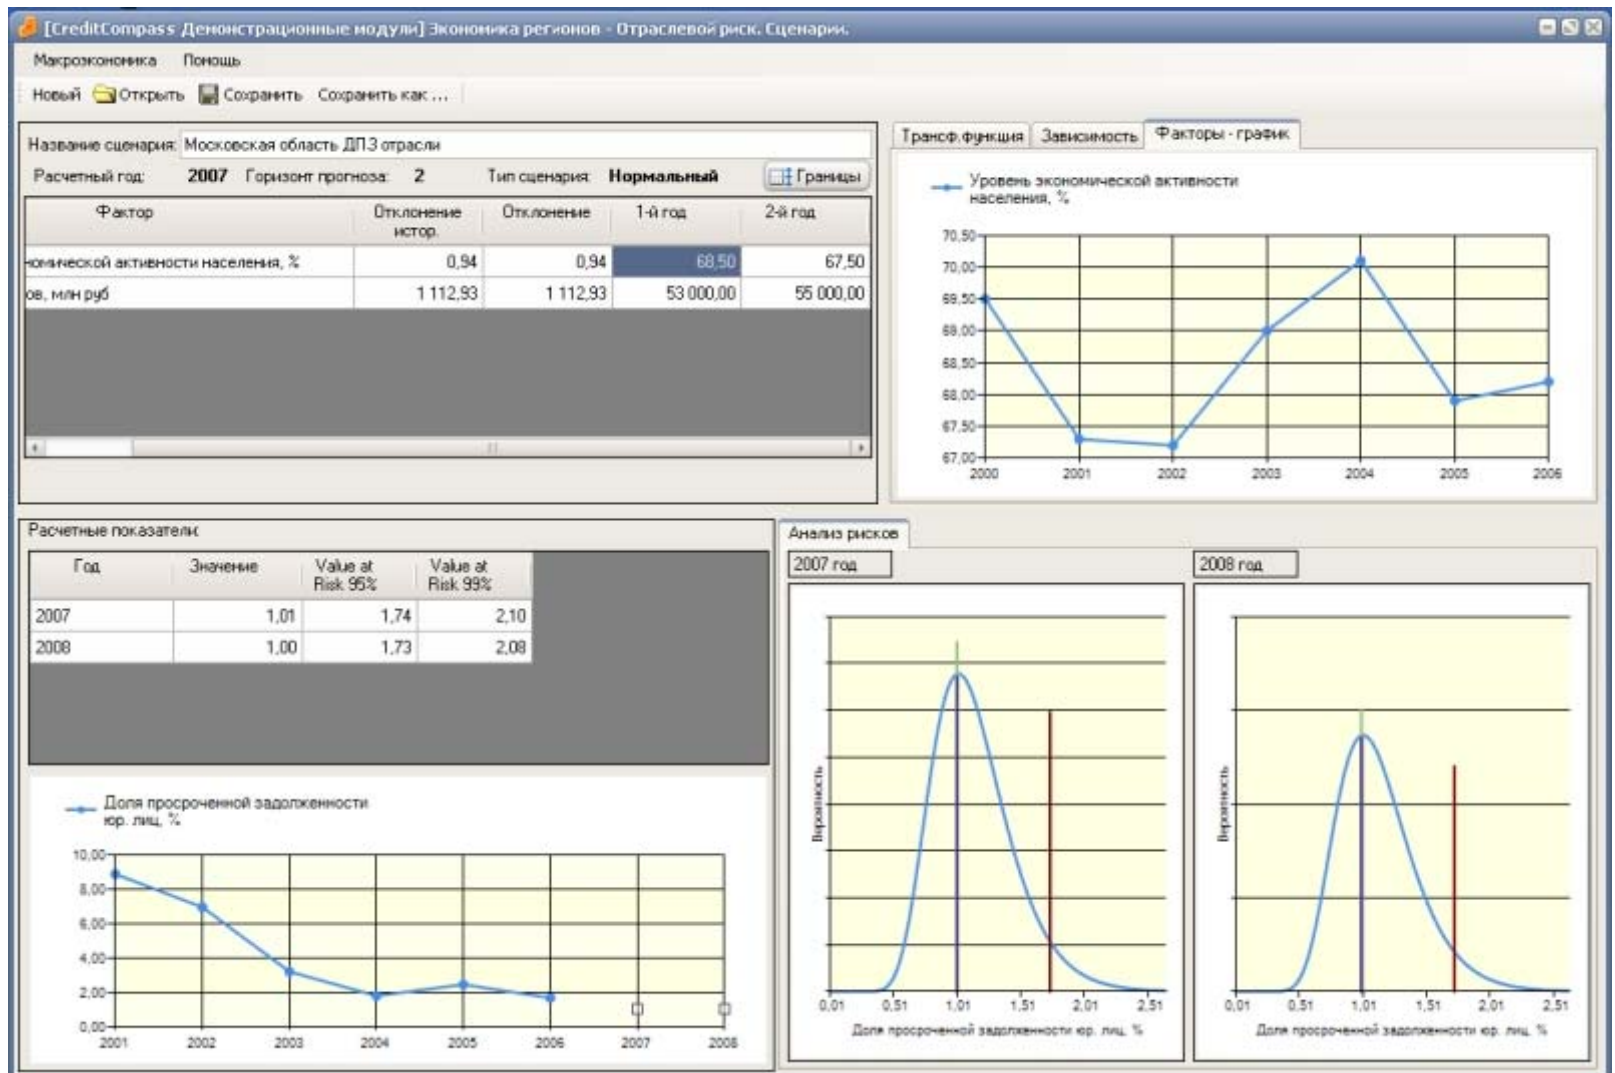 [CreditCompass Демонстрационные модули] Экономика регионов - Отраслевой риск. Сценарии.
Макроэкономика Помощь
Новый Открыть Сохранить Сохранить как ...
Название сценария: Московская область ДПЗ отрасли
Расчетный год: 2007 Горизонт прогноза: 2 Тип сценария: Нормальный Границы
Фактор Отклонение истор. Отклонение 1-й год 2-й год
номической активности населения, % 0,94 0,94 68,50 67,50
ов, млн руб 1 112,93 1 112,93 53 000,00 55 000,00
Трансф.функция Зависимость Факторы - график
Уровень экономической активности
населения, %
70,50
70,00
69,50
69,00
68,50
68,00
67,50
67,00
2000 2001 2002 2003 2004 2005 2006
Расчетные показатели:
Год Значение Value at Risk 95% Value at Risk 99%
2007 1,01 1,74 2,10
2008 1,00 1,73 2,08
Доля просроченной задолженности
юр. лиц, %
10,00
8,00
6,00
4,00
2,00
0,00
2001 2002 2003 2004 2005 2006 2007 2008
Анализ рисков
2007 год
Вероятность
0,01 0,51 1,01 1,51 2,01 2,51
Доля просроченной задолженности юр. лиц, %
2008 год
Вероятность
0,01 0,51 1,01 1,51 2,01 2,51
Доля просроченной задолженности юр. лиц, %